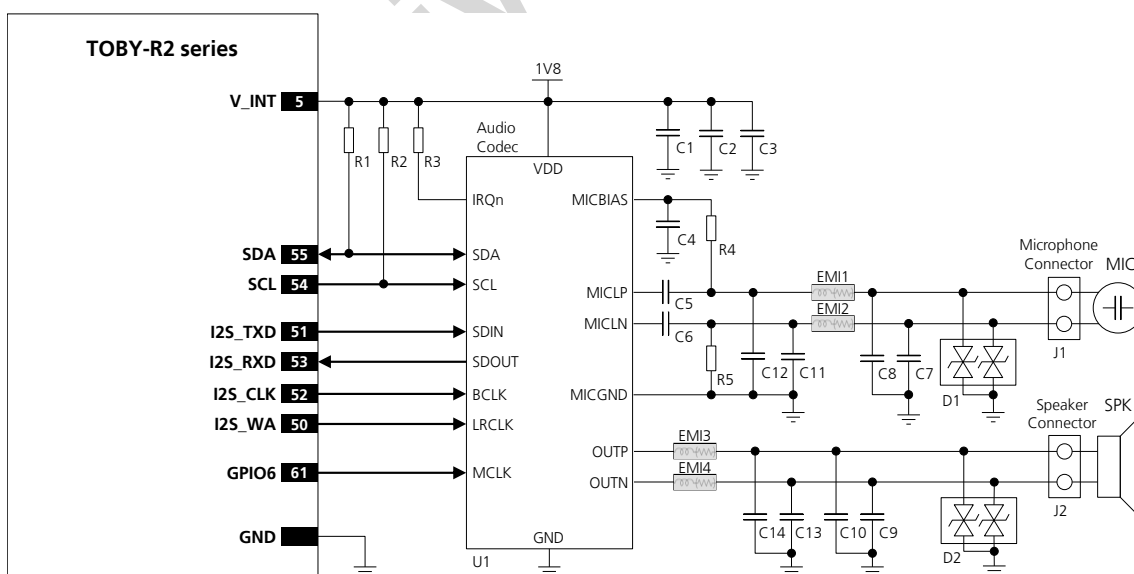 TOBY-R2 series
1V8
V_INT 5
Audio
Codec
VDD
R1
R2
R3
C1
C2
C3
IRQn
MICBIAS
C4
R4
SDA 55
SDA
SCL 54
SCL
Microphone
Connector
MIC
MICLP
C5
EMI1
MICLN
C6
EMI2
I2S_TXD 51
SDIN
I2S_RXD 53
SDOUT
R5
C12
C11
C8
C7
J1
D1
I2S_CLK 52
BCLK
MICGND
I2S_WA 50
LRCLK
Speaker
Connector
SPK
OUTP
EMI3
GPIO6 61
MCLK
OUTN
EMI4
J2
C14
C13
C10
C9
D2
GND
GND
U1